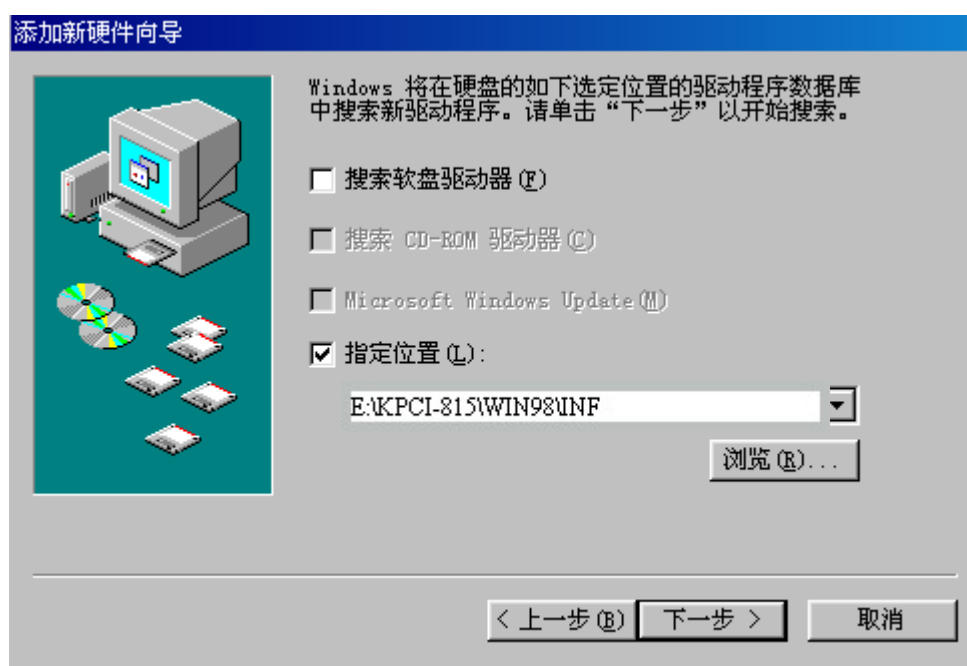 添加新硬件向导
Windows 将在硬盘的如下选定位置的驱动程序数据库
中搜索新驱动程序。请单击“下一步”以开始搜索。
搜索软盘驱动器(F)
搜索 CD-ROM 驱动器(C)
Microsoft Windows Update(M)
指定位置(L):
E:\KPCI-815\WIN98\INF
浏览(R)...
< 上一步(B)
下一步 >
取消